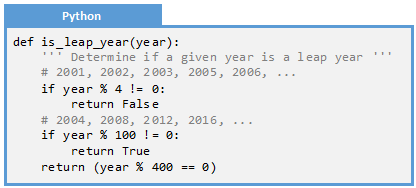 Python
def is_leap_year(year):
    ''' Determine if a given year is a leap year '''
    # 2001, 2002, 2003, 2005, 2006, ...
    if year % 4 != 0:
        return False
    # 2004, 2008, 2012, 2016, ...
    if year % 100 != 0:
        return True
    return (year % 400 == 0)